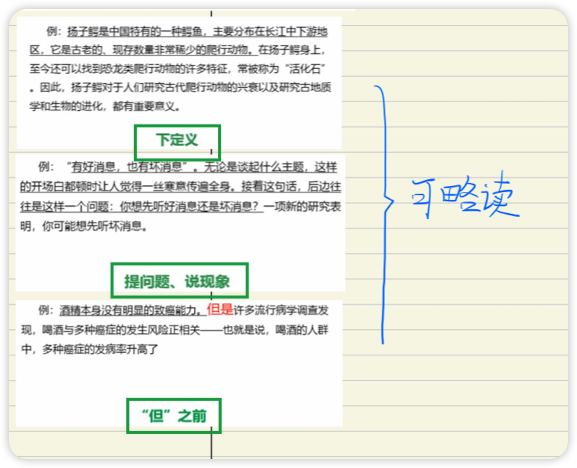 例：扬子鳄是中国特有的一种鳄鱼，主要分布在长江中下游地
区，它是古老的、现存数量非常稀少的爬行动物。在扬子鳄身上，
至今还可以找到恐龙类爬行动物的许多特征，常被称为“活化石”
。因此，扬子鳄对于人们研究古代爬行动物的兴衰以及研究古地质
学和生物的进化，都有重要意义。
下定义
例：“有好消息，也有坏消息”。无论是谈起什么主题，这样
的开场白都顿时让人觉得一丝寒意传遍全身。接着这句话，后边往
往是这样一个问题：你想先听好消息还是坏消息？一项新的研究表
明，你可能想先听坏消息。
可略读
提问题、说现象
例：酒精本身没有明显的致癌能力。但是许多流行病学调查发
现，喝酒与多种癌症的发生风险正相关——也就是说，喝酒的人群
中，多种癌症的发病率升高了
“但”之前